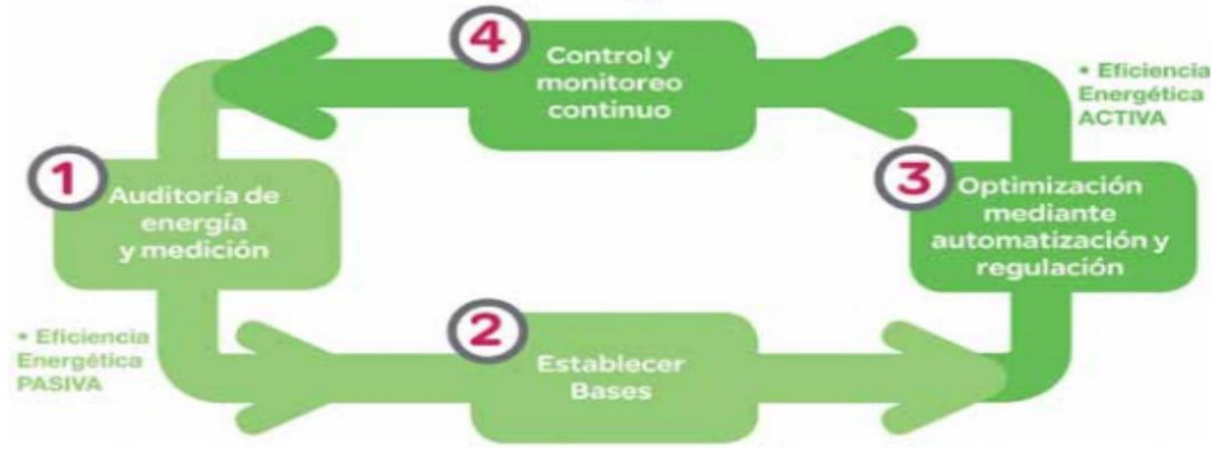 4
Control y
monitoreo
continuo
• Eficiencia
Energética
ACTIVA
1
Auditoría de
energía
y medición
3
Optimización
mediante
automatización y
regulación
• Eficiencia
Energética
PASIVA
2
Establecer
Bases